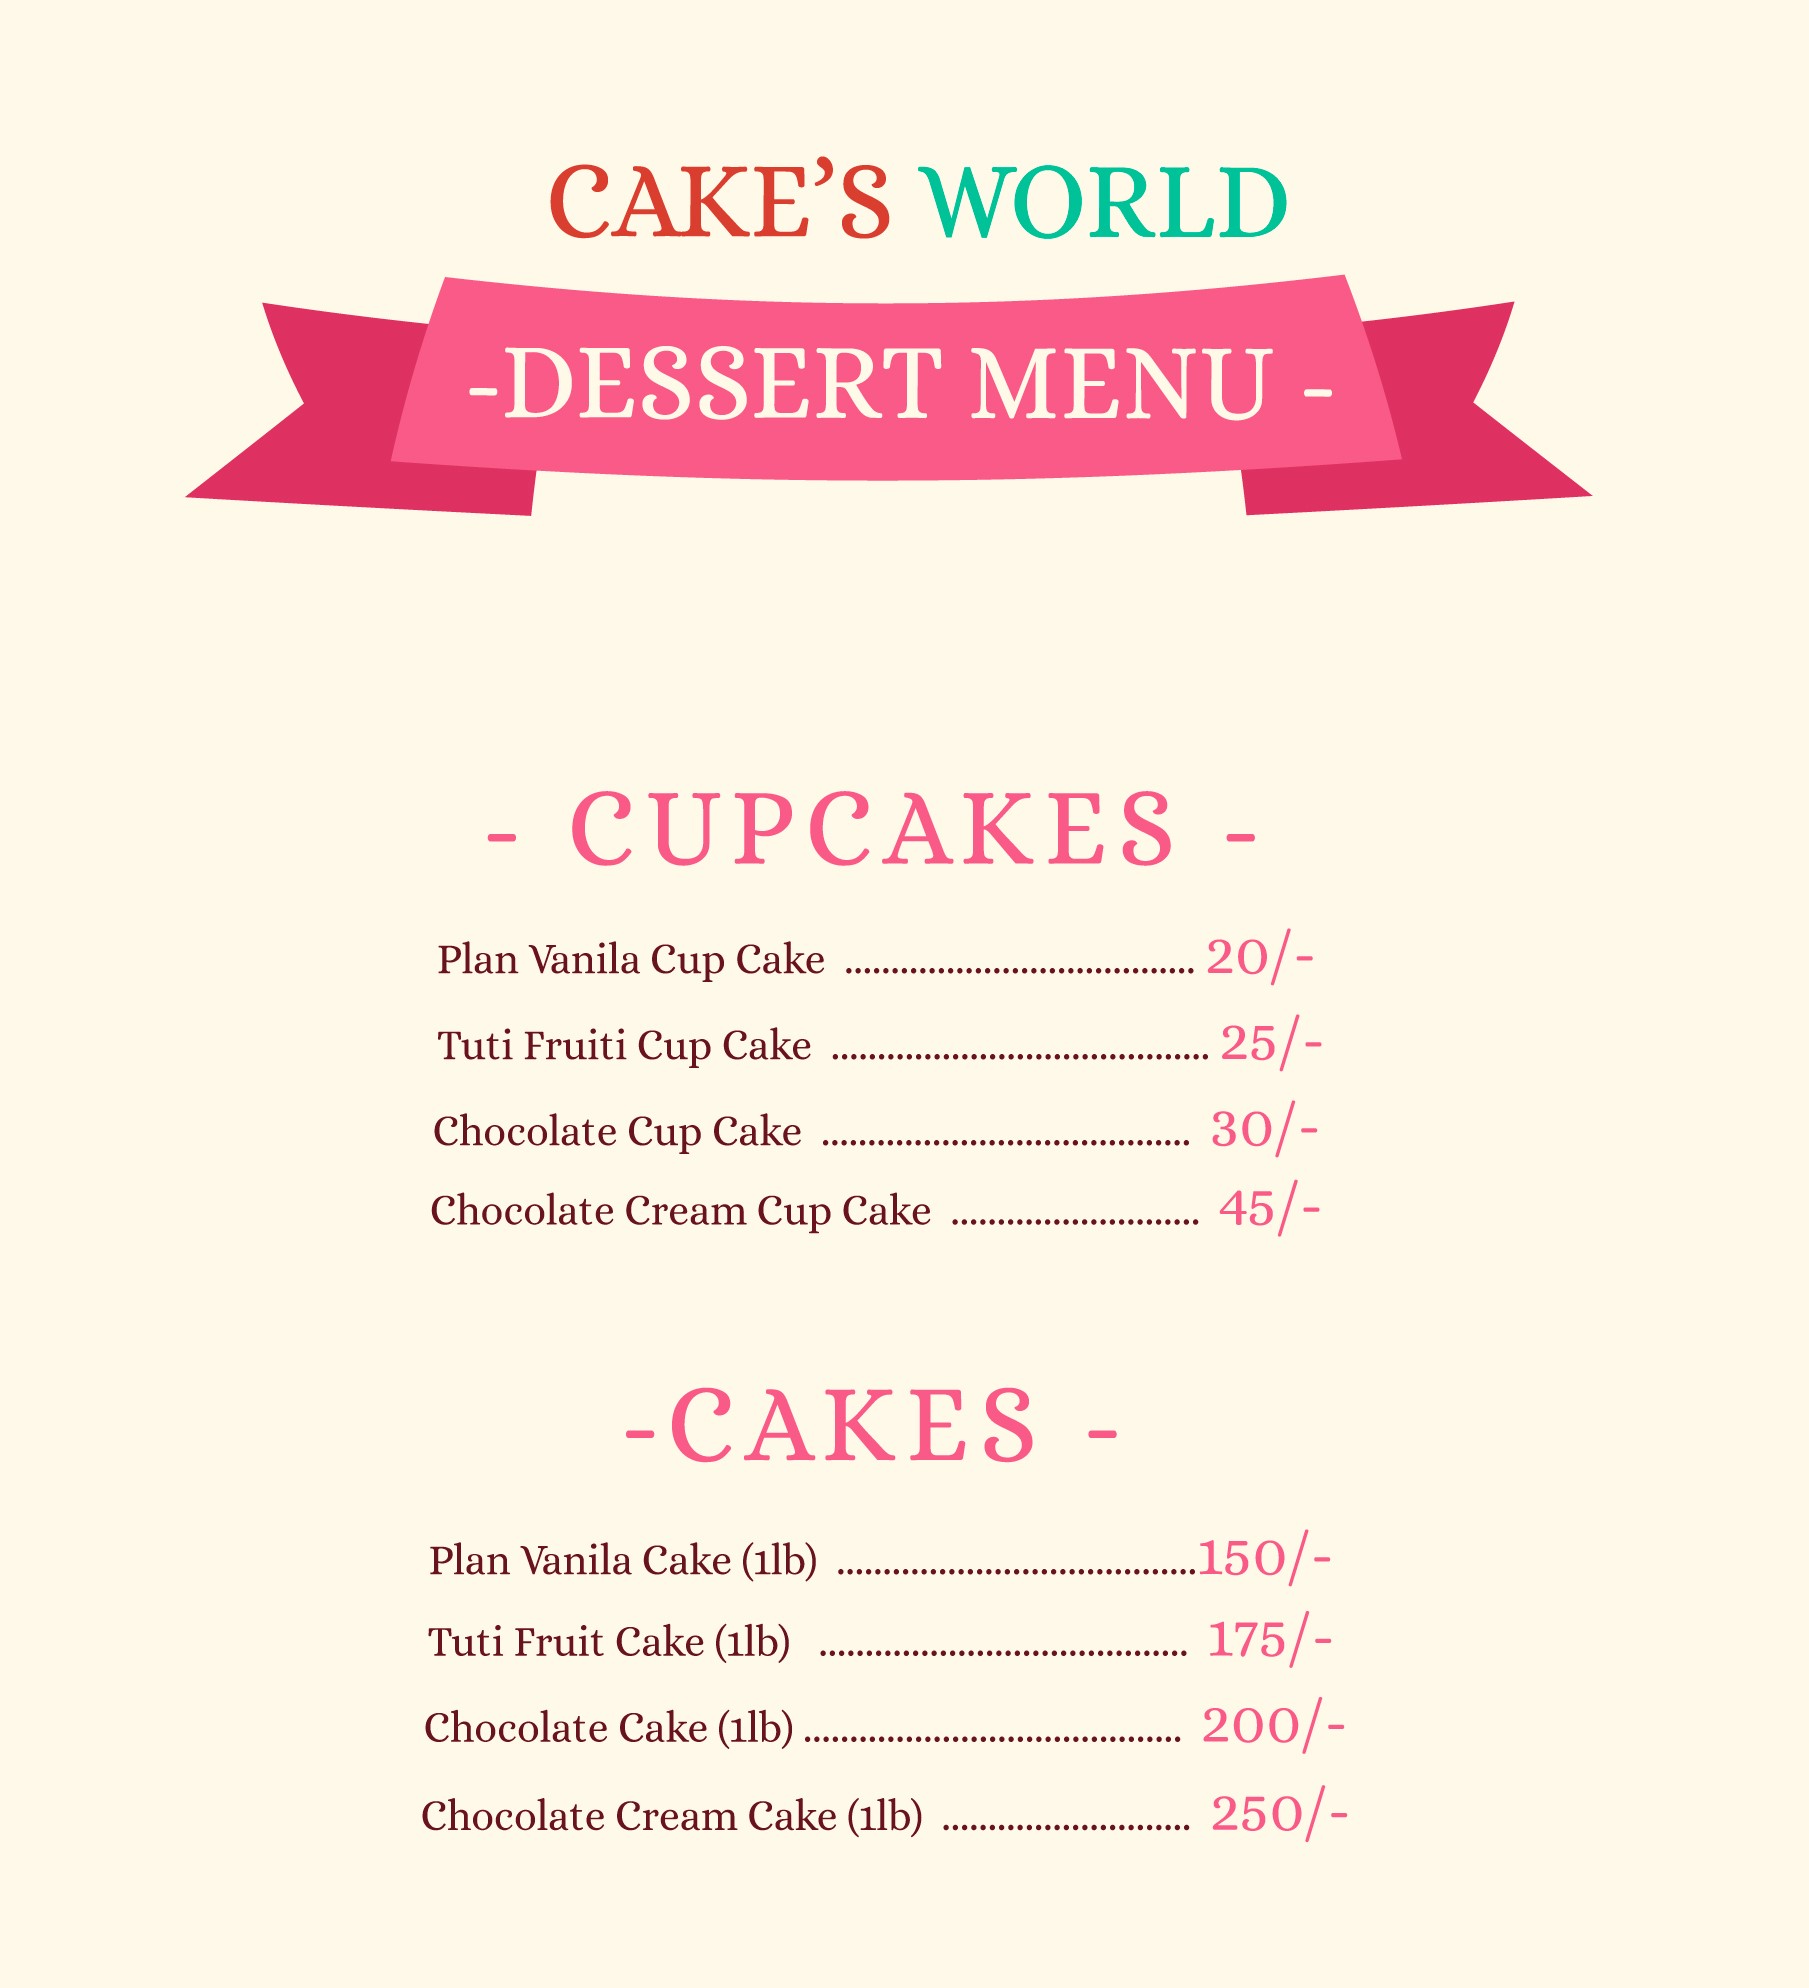 CAKE’S WORLD
-DESSERT MENU -
- CUPCAKES -
Plan Vanila Cup Cake ...................................... 20/-
Tuti Fruiti Cup Cake ......................................... 25/-
Chocolate Cup Cake ........................................ 30/-
Chocolate Cream Cup Cake ........................... 45/-
-CAKES -
Plan Vanila Cake (1lb) .......................................150/-
Tuti Fruit Cake (1lb) ........................................ 175/-
Chocolate Cake (1lb) ......................................... 200/-
Chocolate Cream Cake (1lb) ........................... 250/-